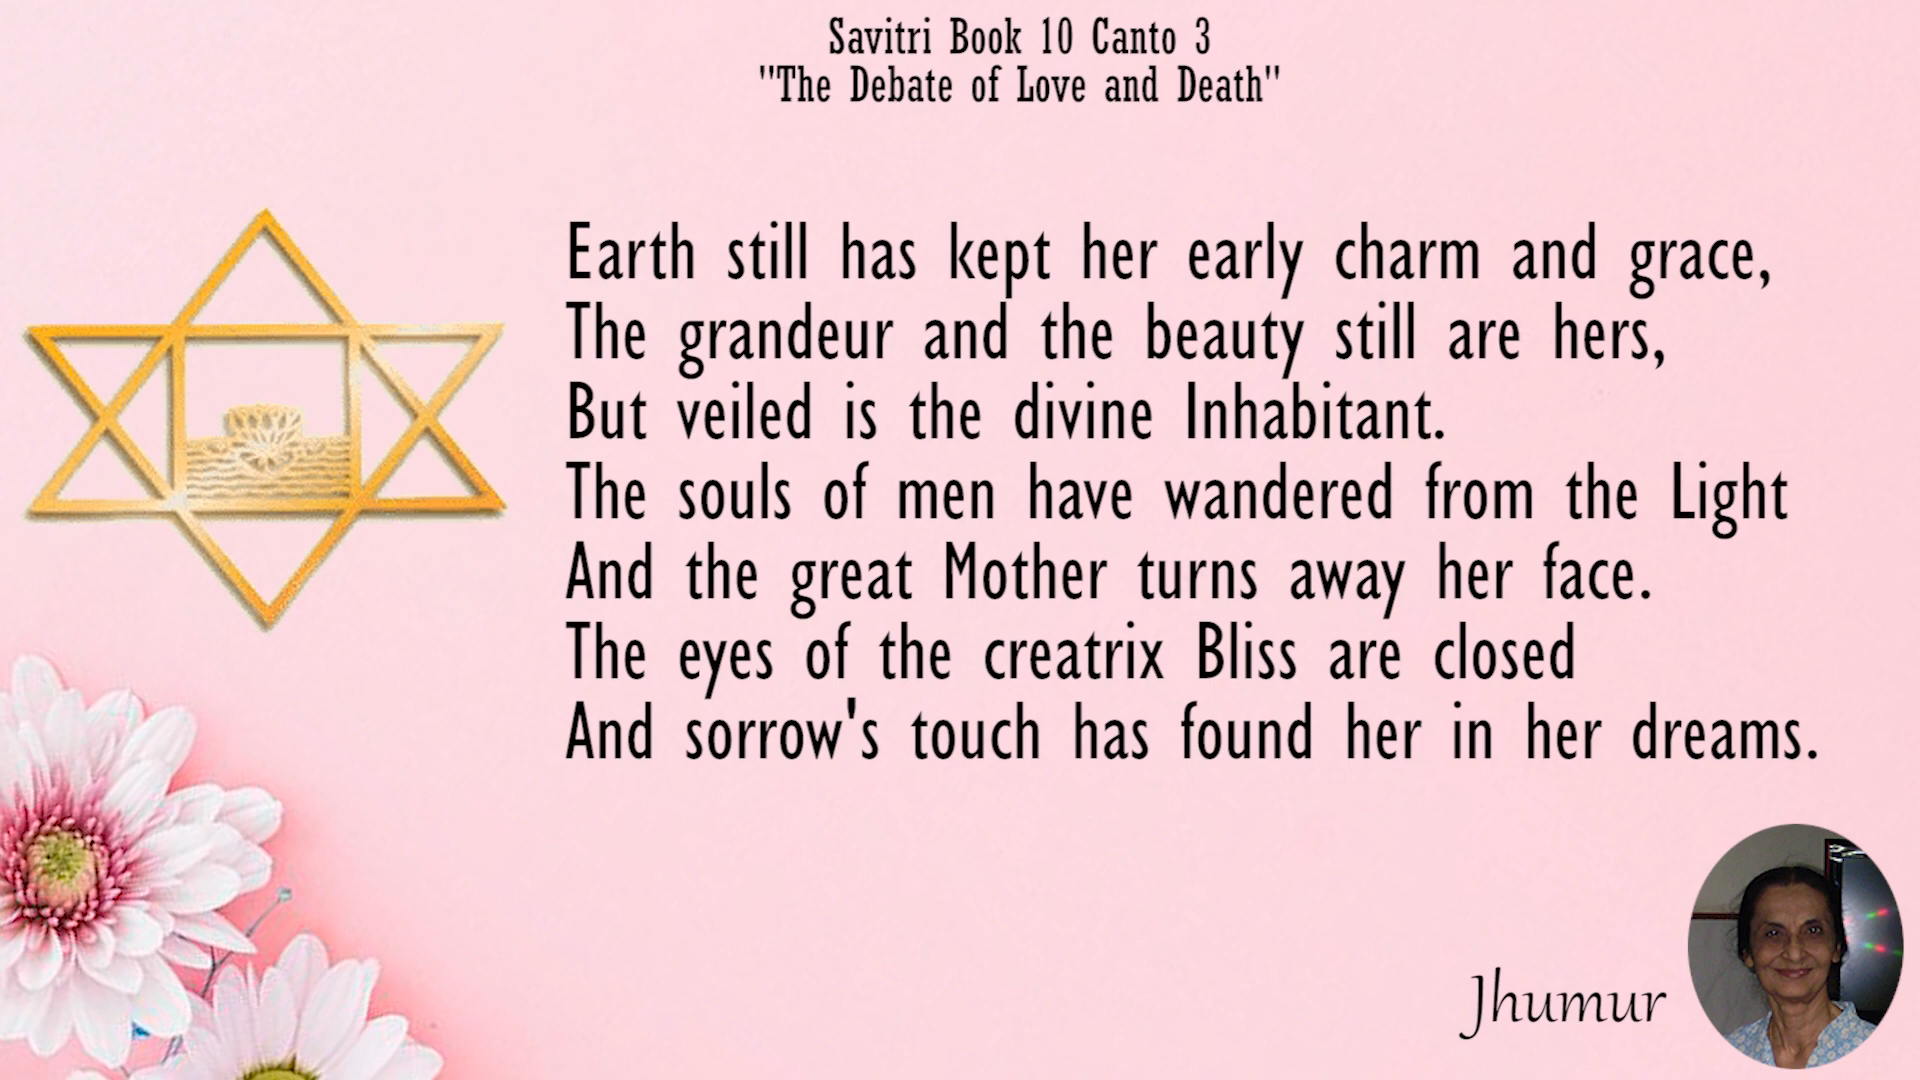 Savitri Book 10 Canto 3
"The Debate of Love and Death"
Earth still has kept her early charm and grace,
The grandeur and the beauty still are hers,
But veiled is the divine Inhabitant.
The souls of men have wandered from the Light
And the great Mother turns away her face.
The eyes of the creatrix Bliss are closed
And sorrow's touch has found her in her dreams.
Jhumur